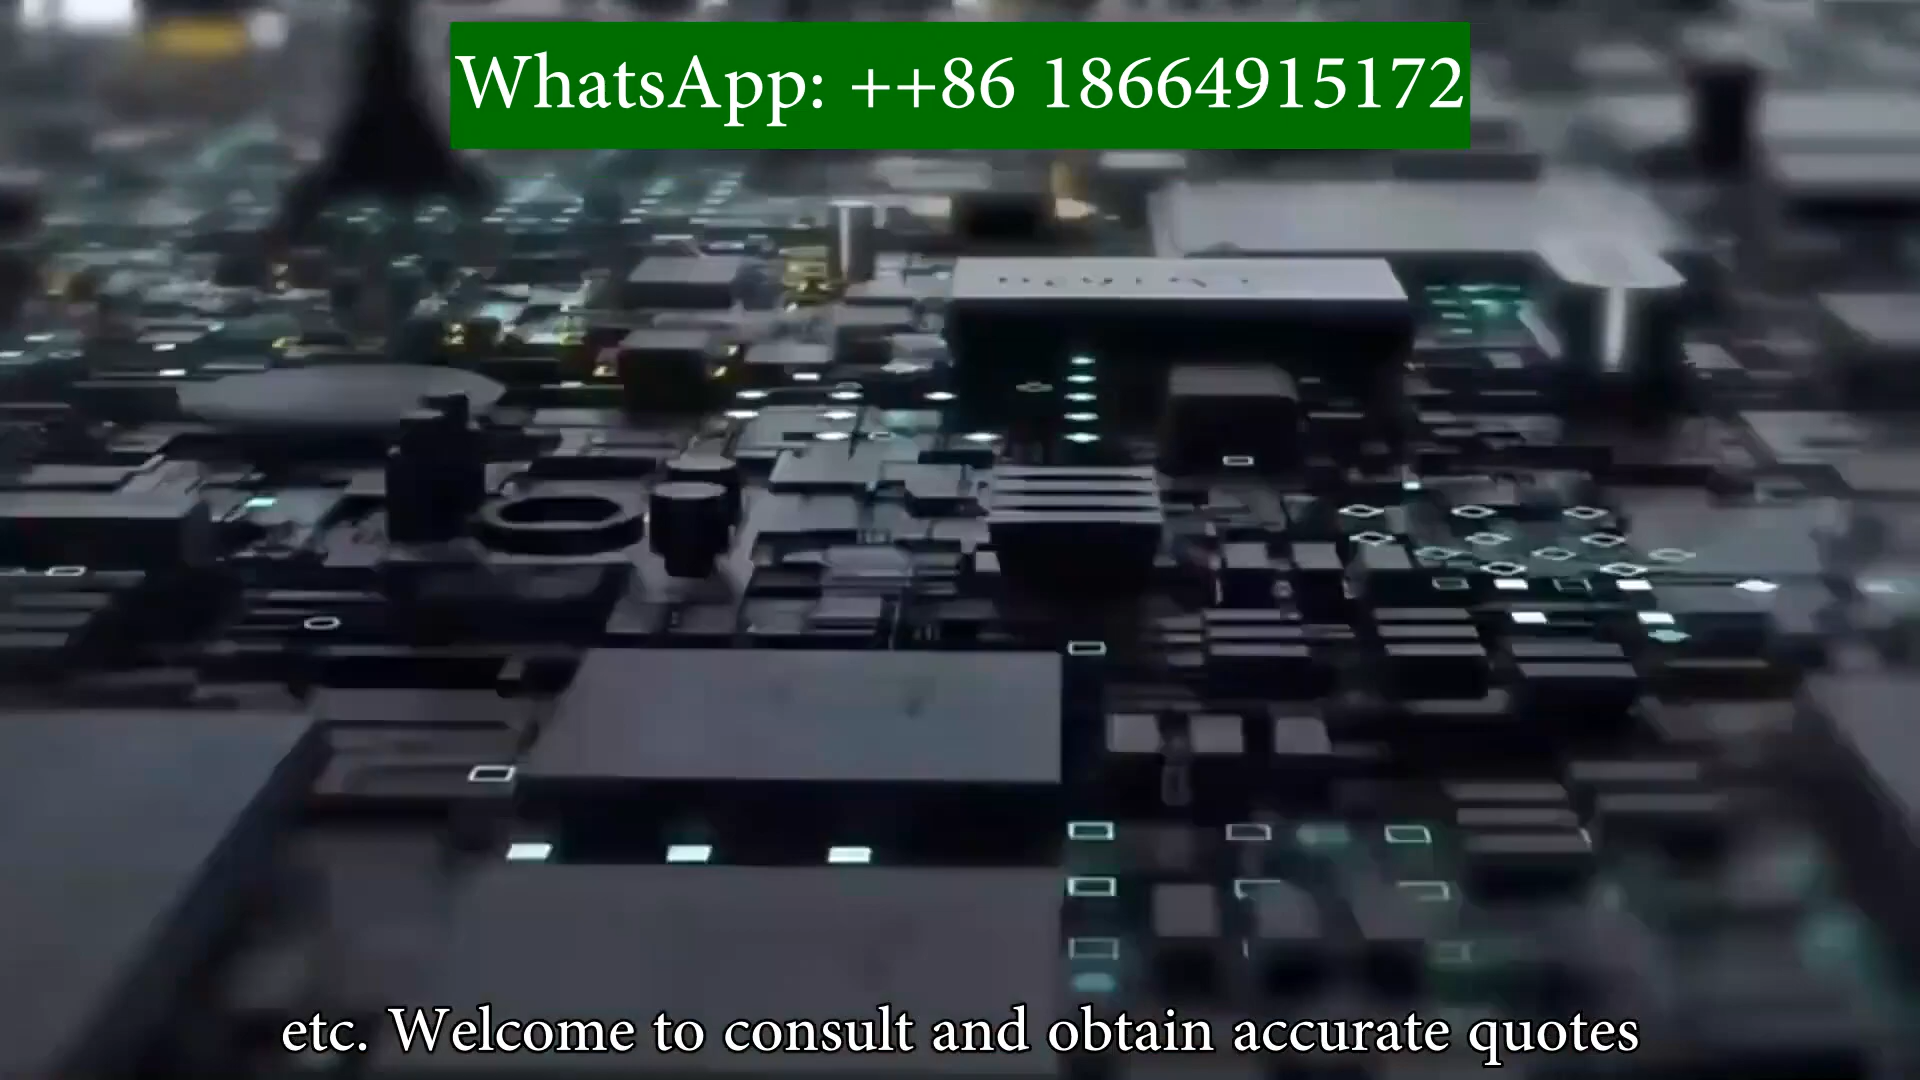 WhatsApp: ++86 18664915172
etc. Welcome to consult and obtain accurate quotes